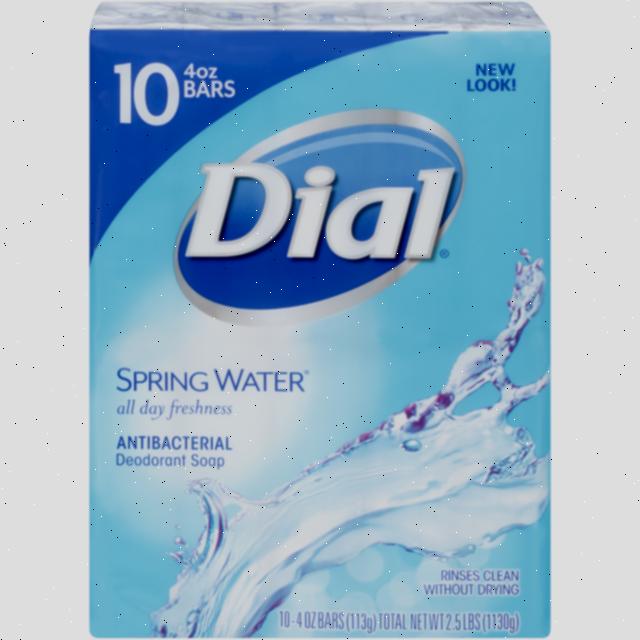 10 4oz
BARS
NEW
LOOK!
Dial®
SPRING WATER®
all day freshness
ANTIBACTERIAL
Deodorant Soap
RINSES CLEAN
WITHOUT DRYING
10-4 OZ BARS (113g) TOTAL NET WT 2.5 LBS (1130g)